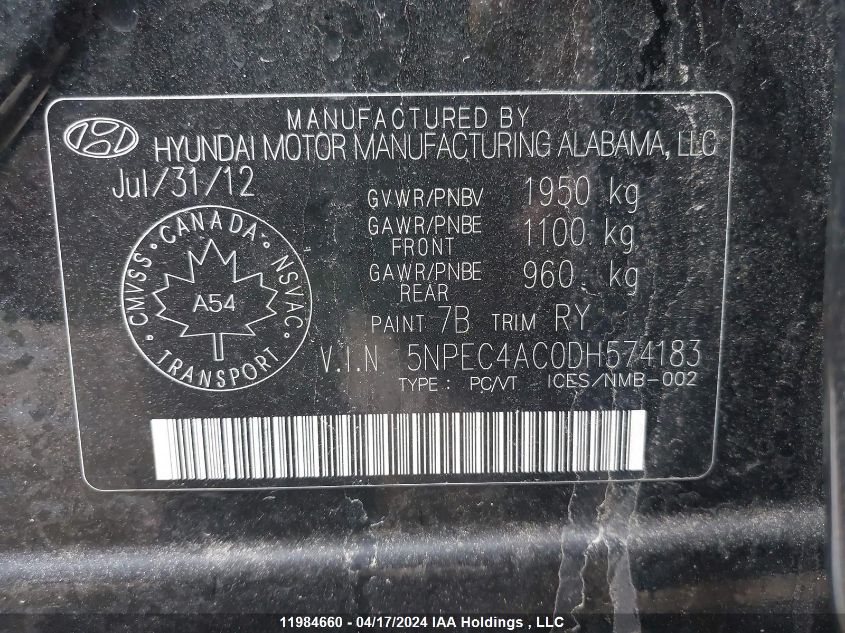 MANUFACTURED BY
HYUNDAI MOTOR MANUFACTURING ALABAMA, LLC
Jul/31/12
GVWR/PNBV 1950 kg
GAWR/PNBE FRONT 1100 kg
GAWR/PNBE REAR 960 kg
CANADA
CMVSS · NSVAC
A54
TRANSPORT
PAINT 7B TRIM RY
V.I.N 5NPEC4AC0DH574183
TYPE: PC/VT ICES/NMB-002
11984660 - 04/17/2024 IAA Holdings , LLC